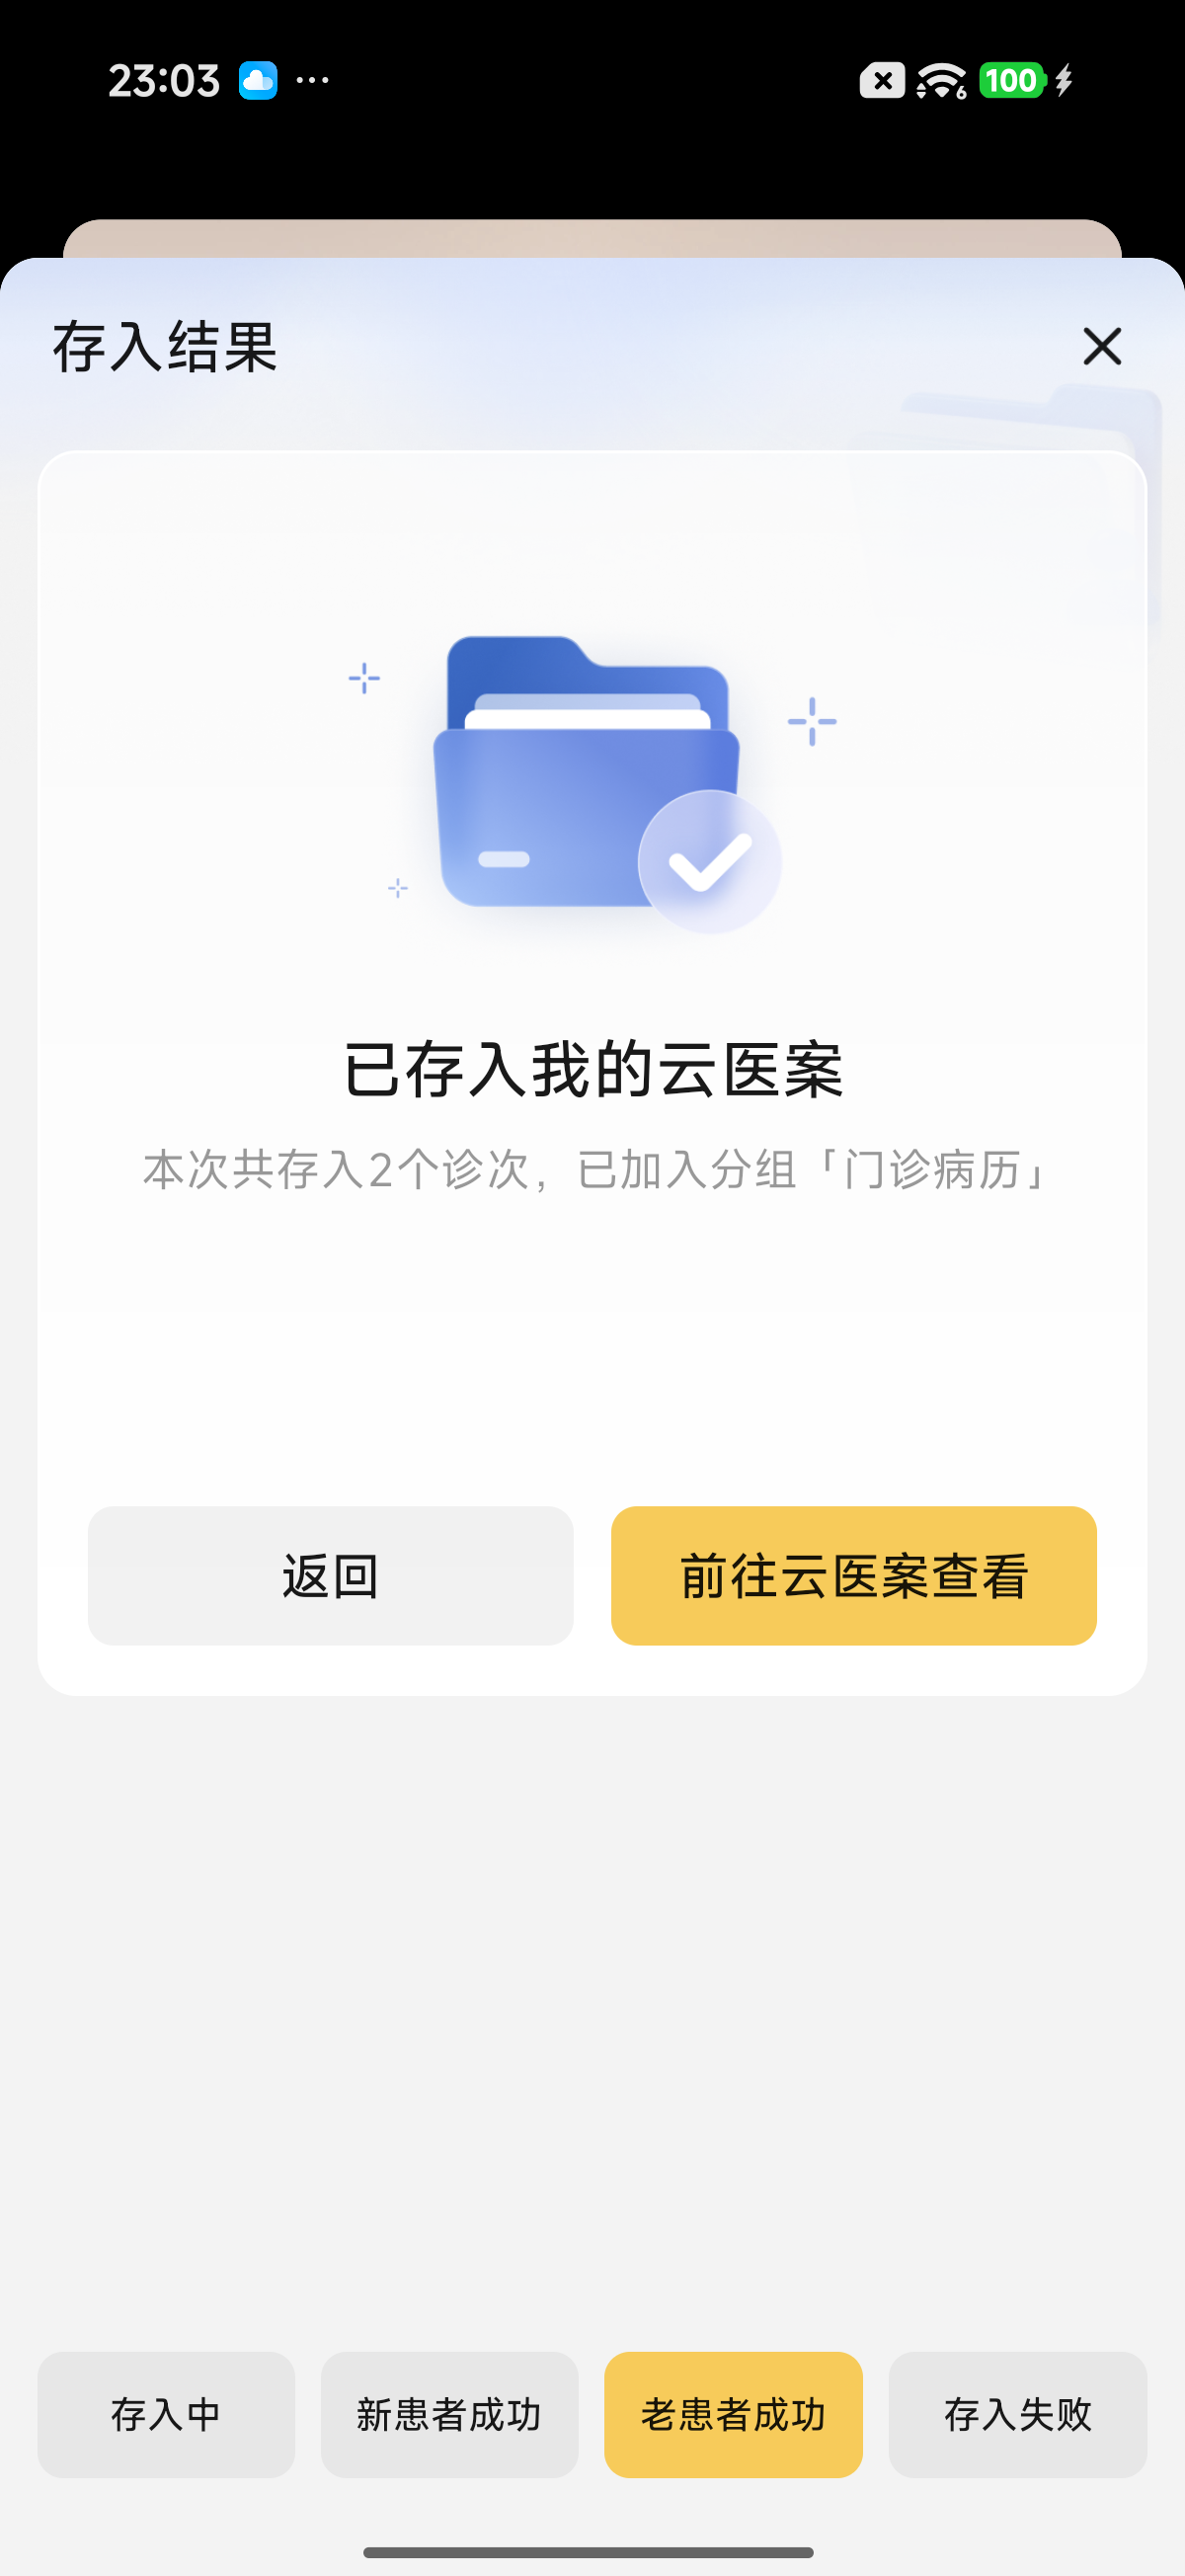 23:03
6
100
存入结果
已存入我的云医案
本次共存入2个诊次，已加入分组「门诊病历」
返回
前往云医案查看
存入中
新患者成功
老患者成功
存入失败